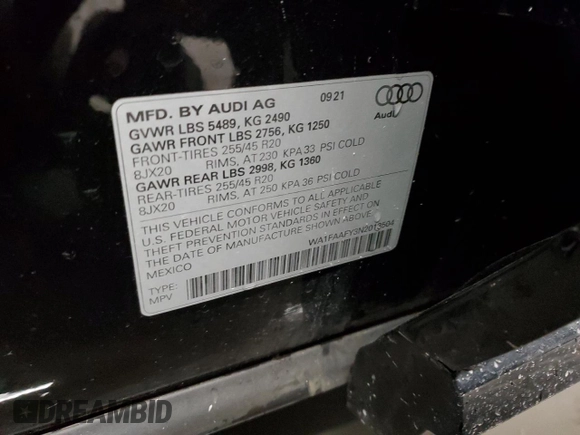 MFD. BY AUDI AG 09 21
Audi
GVWR LBS 5489, KG 2490
GAWR FRONT LBS 2756, KG 1250
FRONT-TIRES 255/45 R20
8JX20 RIMS, AT 230 KPA 33 PSI COLD
GAWR REAR LBS 2998, KG 1360
REAR-TIRES 255/45 R20
8JX20 RIMS, AT 250 KPA 36 PSI COLD
THIS VEHICLE CONFORMS TO ALL APPLICABLE
U.S. FEDERAL MOTOR VEHICLE SAFETY AND
THEFT PREVENTION STANDARDS IN EFFECT ON
THE DATE OF MANUFACTURE SHOWN ABOVE
MEXICO
WA1FAAFY3N2013504
TYPE:
MPV
DREAMBID